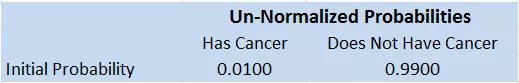 Un-Normalized Probabilities
Has Cancer Does Not Have Cancer
Initial Probability 0.0100 0.9900